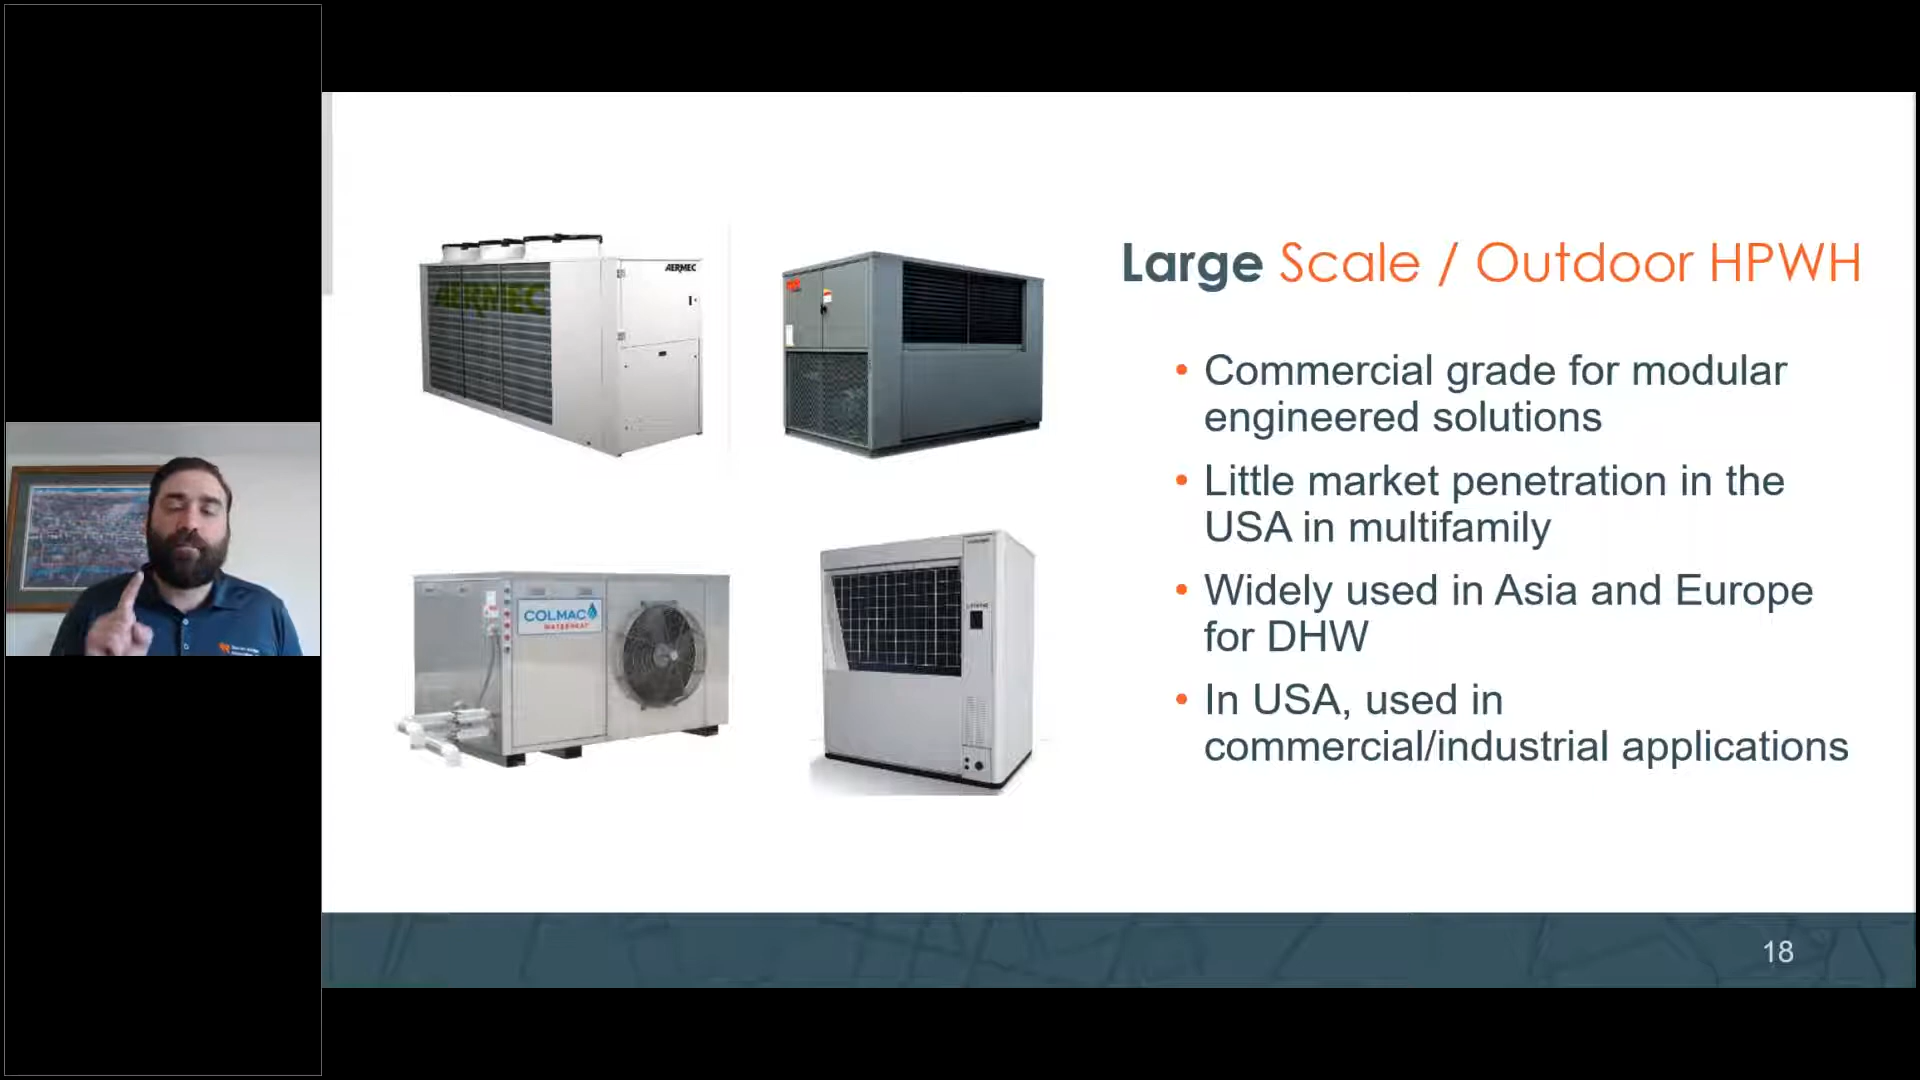 Large Scale / Outdoor HPWH
AERMEC
AERMEC
COLMAC
WATERHEAT
• Commercial grade for modular
engineered solutions
• Little market penetration in the
USA in multifamily
• Widely used in Asia and Europe
for DHW
• In USA, used in
commercial/industrial applications
18